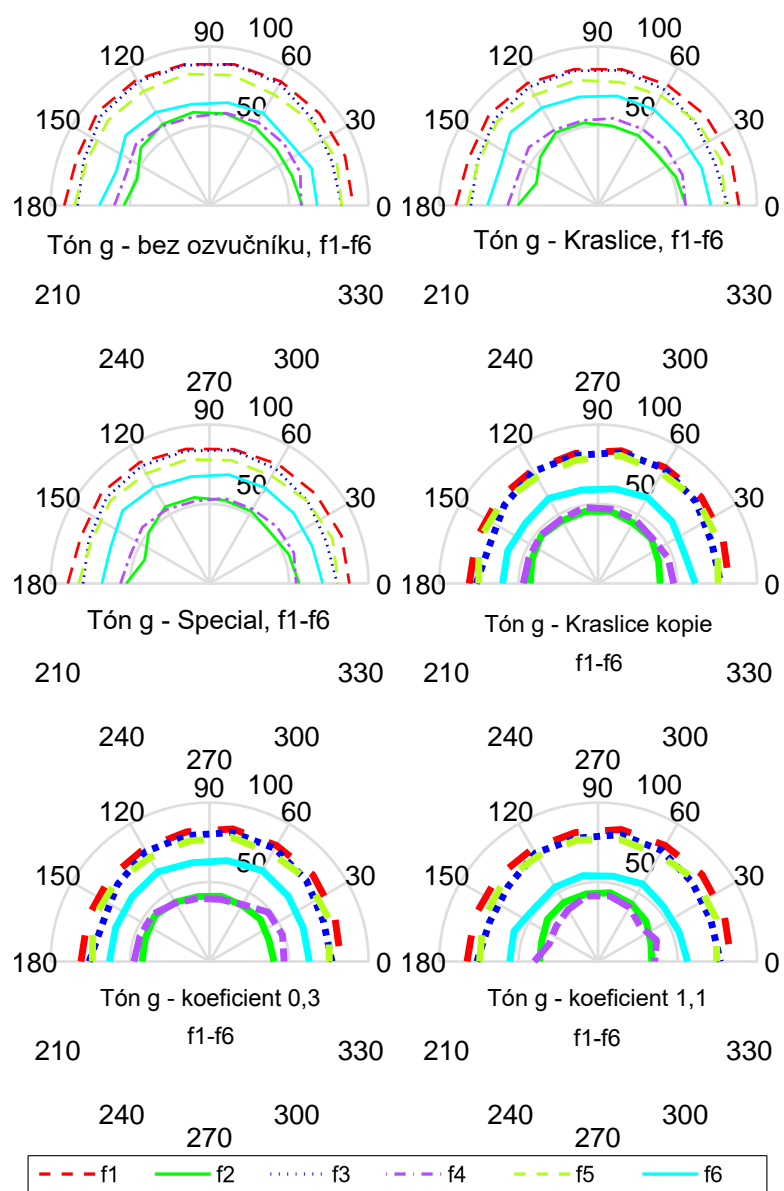 90 100 90 100
120 60 120 60
150 50 30 150 50 30
180 0 180 0
Tón g - bez ozvučníku, f1-f6 Tón g - Kraslice, f1-f6
210 330 210 330
240 300 240 300
270 270
90 100 90 100
120 60 120 60
150 50 30 150 50 30
180 0 180 0
Tón g - Special, f1-f6 Tón g - Kraslice kopie
f1-f6
210 330 210 330
240 300 240 300
270 270
90 100 90 100
120 60 120 60
150 50 30 150 50 30
180 0 180 0
Tón g - koeficient 0,3 Tón g - koeficient 1,1
f1-f6 f1-f6
210 330 210 330
240 300 240 300
270 270
f1 f2 f3 f4 f5 f6